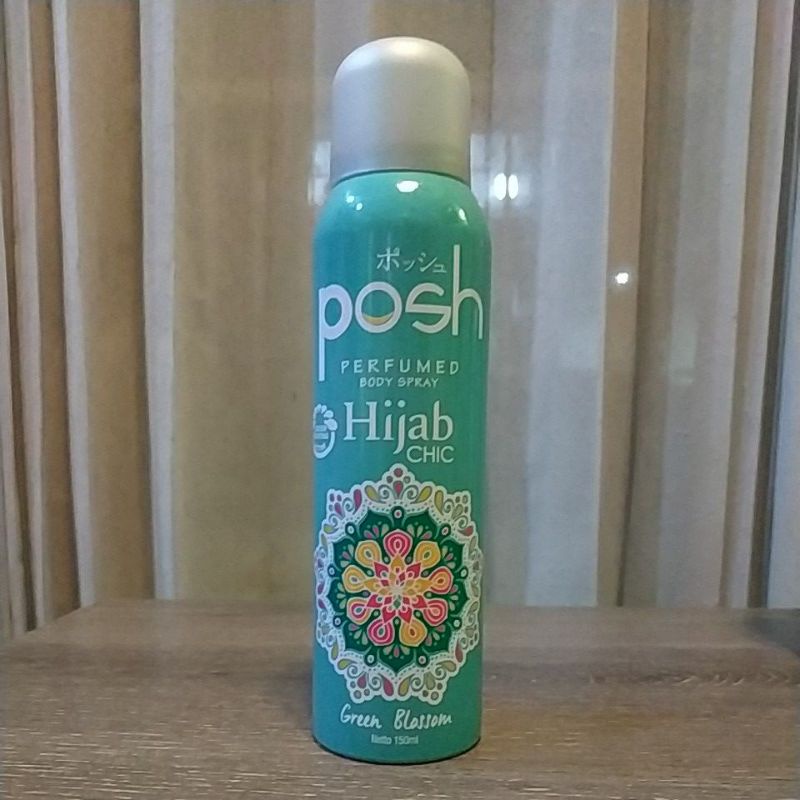 ポッシュ
posh
PERFUMED
BODY SPRAY
Hijab
CHIC
Green Blossom
Netto 150ml